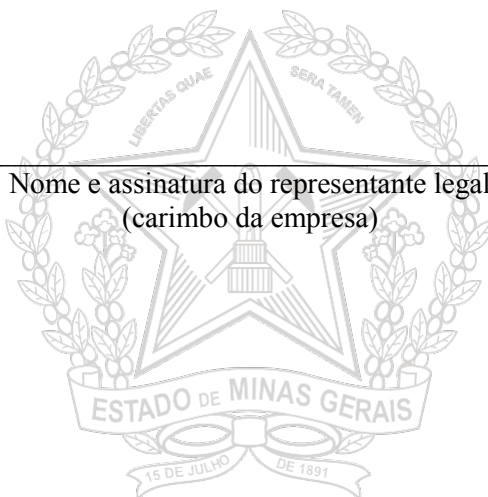 LIBERTAS QUAE SERA TAMEN
Nome e assinatura do representante legal
(carimbo da empresa)
ESTADO DE MINAS GERAIS
15 DE JULHO DE 1891